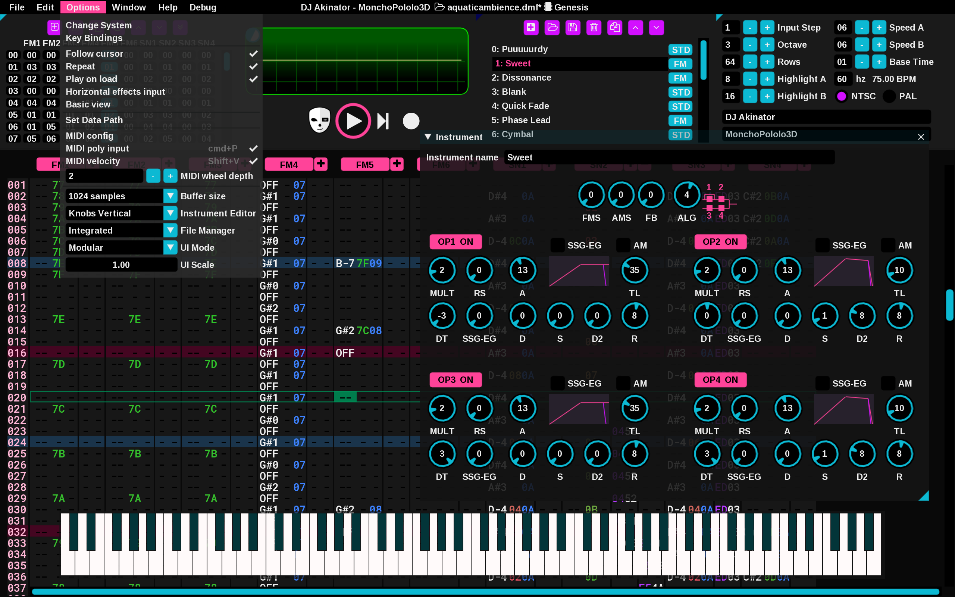 File Edit Options Window Help Debug DJ Akinator - MonchoPololo3D aquaticambience.dmf* Genesis
Change System
Key Bindings
Follow cursor
Repeat
Play on load
Horizontal effects input
Basic view
Set Data Path
MIDI config
MIDI poly input cmd+P
MIDI velocity Shift+V
2 - + MIDI wheel depth
1024 samples Buffer size
Knobs Vertical Instrument Editor
Integrated File Manager
Modular UI Mode
1.00 UI Scale
FM1 FM2
00 00
01 01
02 02
03 00
04 04
05 01
06 05
07 05
0: Puuuuurdy STD
1: Sweet FM
2: Dissonance STD
3: Blank FM
4: Quick Fade STD
5: Phase Lead FM
6: Cymbal STD
1 - + Input Step 06 - + Speed A
3 - + Octave 06 - + Speed B
64 - + Rows 01 - + Base Time
8 - + Highlight A 60 hz 75.00 BPM
16 - + Highlight B NTSC PAL
DJ Akinator
MonchoPololo3D
Instrument
Instrument name Sweet
FM4 + FM5 +
0 0 0 4 1 2
FMS AMS FB ALG 3 4
OP1 ON SSG-EG AM OP2 ON SSG-EG AM
2 0 13 35 2 0 13 10
MULT RS A TL MULT RS A TL
-3 0 0 0 0 8 0 0 0 1 8 8
DT SSG-EG D S D2 R DT SSG-EG D S D2 R
OP3 ON SSG-EG AM OP4 ON SSG-EG AM
2 0 13 35 2 0 13 10
MULT RS A TL MULT RS A TL
3 0 0 0 0 8 3 0 0 1 8 8
DT SSG-EG D S D2 R DT SSG-EG D S D2 R
001 OFF 07
002 G#1 07
003 OFF
004 G#1 07
005 OFF
006 G#0 07
007 OFF
008 G#1 07 B-7 7F09
009 OFF
010 G#0 07
011 OFF
012 G#2 07
013 7E 7E 7E OFF
014 G#1 07 G#2 7C08
015 OFF
016 G#1 07 OFF
017 7D 7D 7D OFF
018 G#1 07
019 OFF
020 G#1 07 --
021 7C 7C 7C OFF
022 G#0 07
023 OFF
024 G#1 07
025 7B 7B 7B OFF
026 G#0 07
027 OFF
028 G#2 07
029 7A 7A 7A OFF
030 G#1 07 G#2 08 D-4 040AED03
031
032
033
034
035
036
037